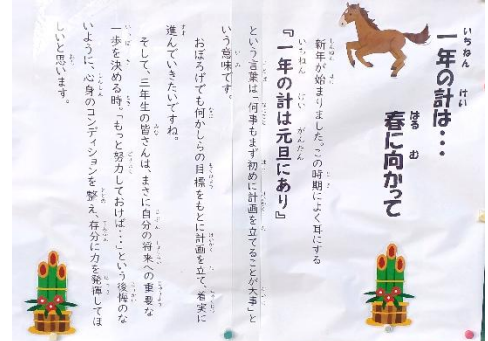 一年の計は・・・
春に向かって
新年が始まりました。この時期によく耳にする
『一年の計は元旦にあり』
という言葉は「何事もまず初めに計画を立てることが大事」と
いう意味です。
おぼろげでも何かしらの目標をもとに計画を立て、着実に
進んでいきたいですね。
そして、三年生の皆さんは、まさに自分の将来への重要な
一歩を決める時。「もっと努力しておけば・・・」という後悔のな
いように、心身のコンディションを整え、存分に力を発揮してほ
しいと思います。